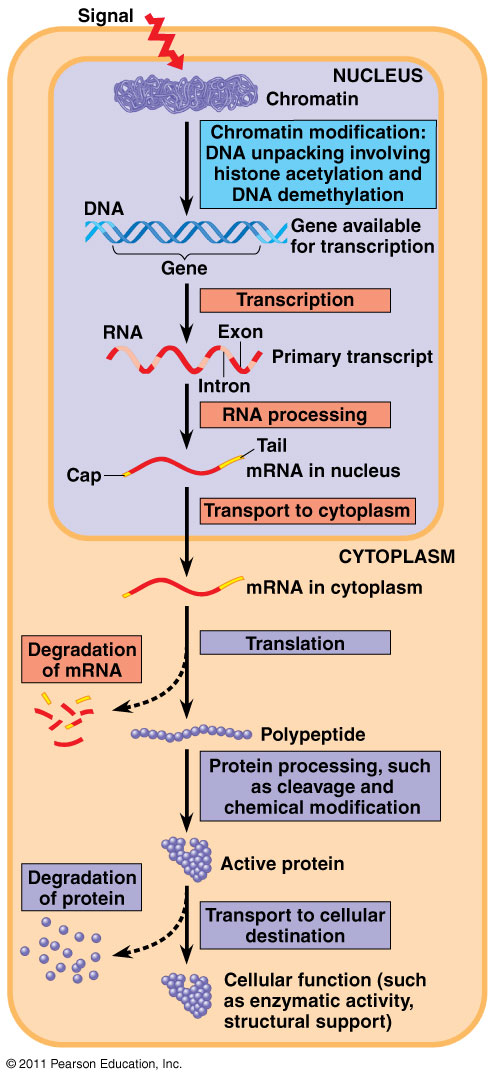 Signal
NUCLEUS
Chromatin
Chromatin modification:
DNA unpacking involving
histone acetylation and
DNA demethylation
DNA
Gene available
for transcription
Gene
Transcription
RNA
Exon
Primary transcript
Intron
RNA processing
Tail
Cap
mRNA in nucleus
Transport to cytoplasm
CYTOPLASM
mRNA in cytoplasm
Translation
Degradation
of mRNA
Polypeptide
Protein processing, such
as cleavage and
chemical modification
Active protein
Degradation
of protein
Transport to cellular
destination
Cellular function (such
as enzymatic activity,
structural support)
© 2011 Pearson Education, Inc.